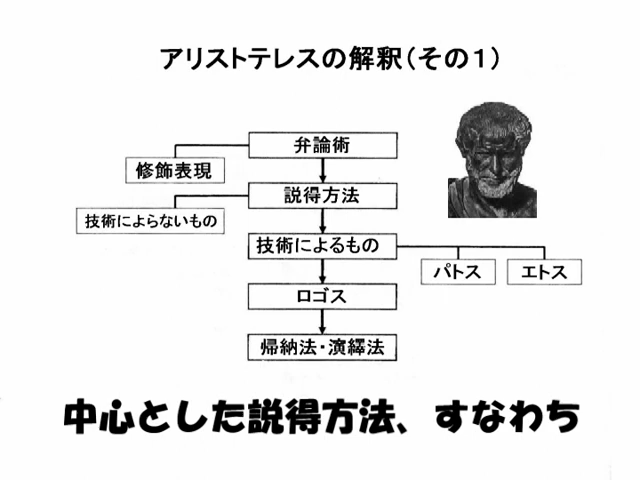 アリストテレスの解釈（その１）
弁論術
修飾表現
説得方法
技術によらないもの
技術によるもの
パトス
エトス
ロゴス
帰納法・演繹法
中心とした説得方法、すなわち